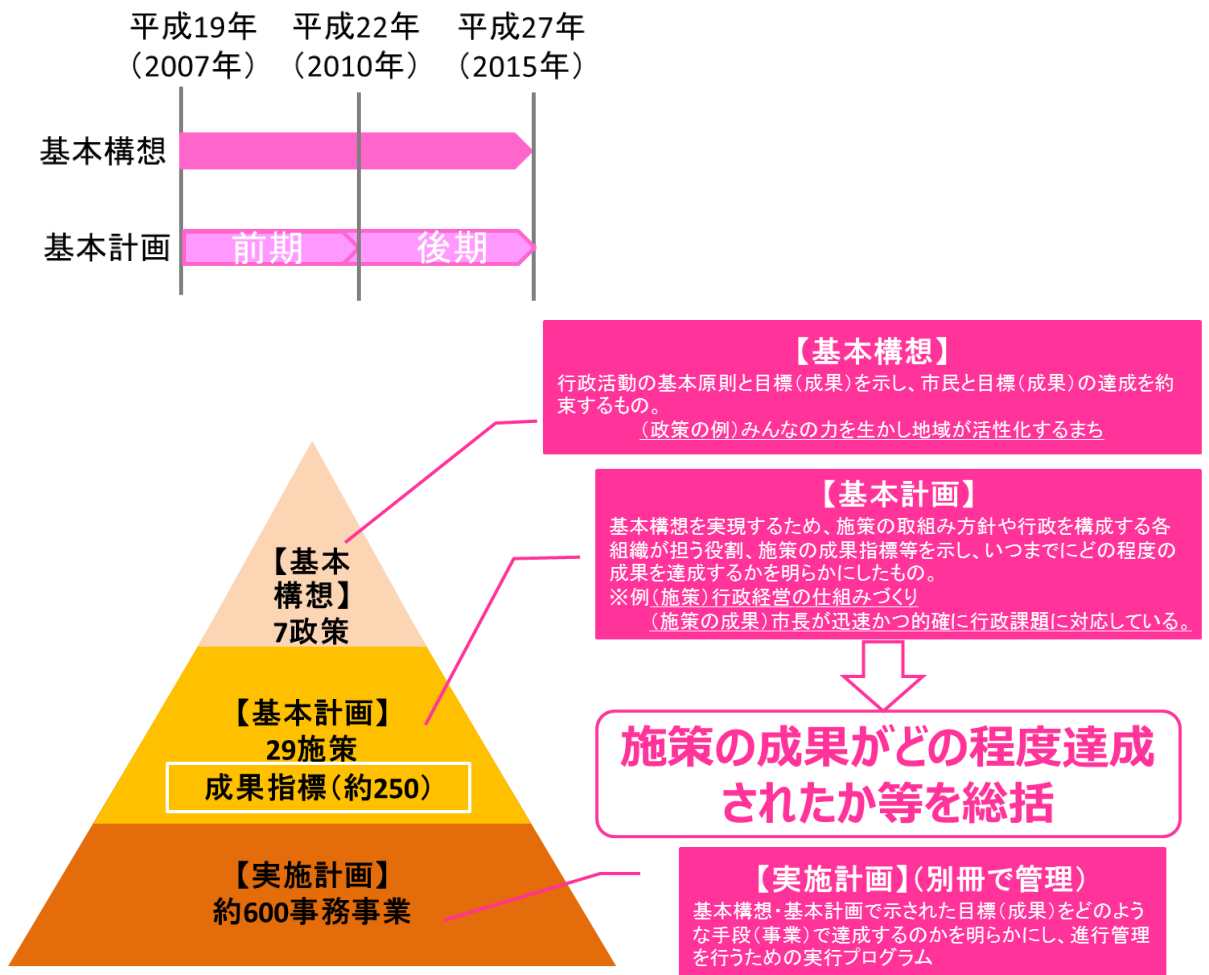 平成19年 平成22年 平成27年
（2007年）（2010年）（2015年）
基本構想
基本計画 前期 後期
【基本構想】
行政活動の基本原則と目標（成果）を示し、市民と目標（成果）の達成を約
束するもの。
（政策の例）みんなの力を生かし地域が活性化するまち
【基本計画】
基本構想を実現するため、施策の取組み方針や行政を構成する各
組織が担う役割、施策の成果指標等を示し、いつまでにどの程度の
成果を達成するかを明らかにしたもの。
※例（施策）行政経営の仕組みづくり
（施策の成果）市長が迅速かつ的確に行政課題に対応している。
【基本
構想】
7政策
【基本計画】
29施策
成果指標（約250）
施策の成果がどの程度達成
されたか等を総括
【実施計画】
約600事務事業
【実施計画】（別冊で管理）
基本構想・基本計画で示された目標（成果）をどのよう
な手段（事業）で達成するのかを明らかにし、進行管理
を行うための実行プログラム